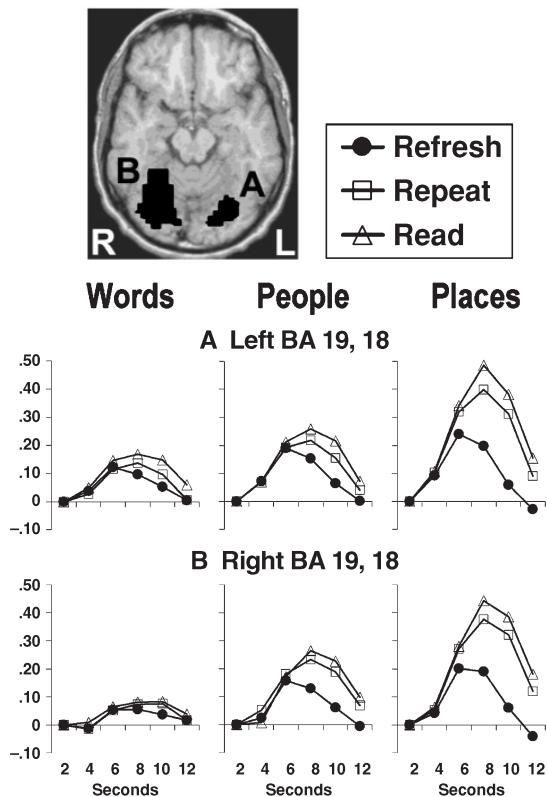 B
A
R
L
Refresh
Repeat
Read
Words People Places
A Left BA 19, 18
.50
.40
.30
.20
.10
0
–.10
B Right BA 19, 18
.50
.40
.30
.20
.10
0
–.10
2 4 6 8 10 12 2 4 6 8 10 12 2 4 6 8 10 12
Seconds Seconds Seconds